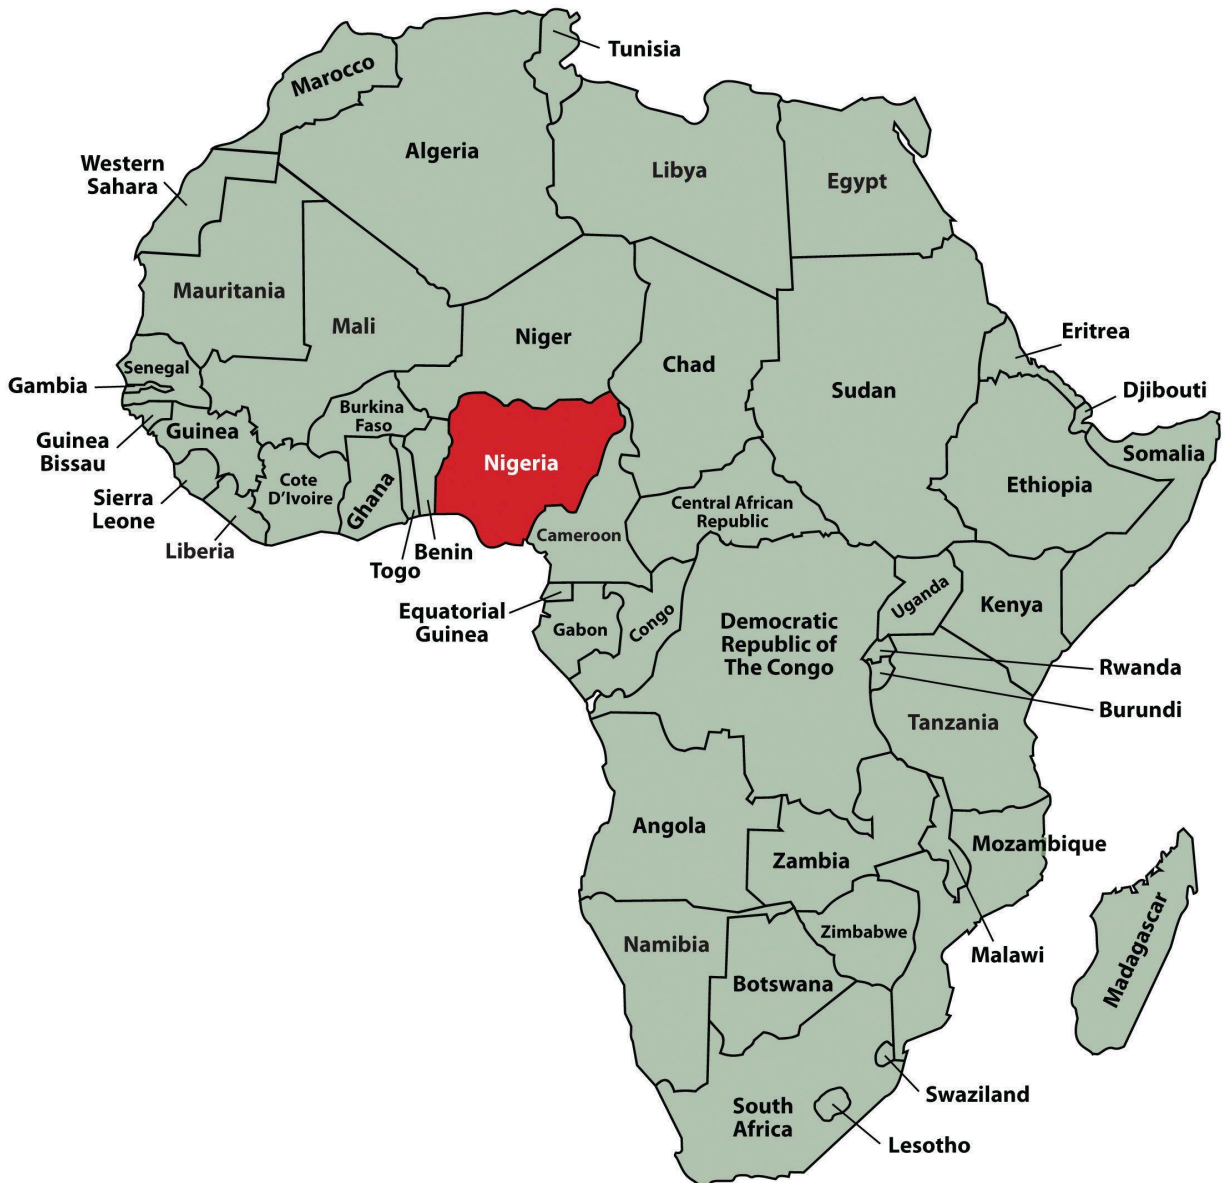 Tunisia
Marocco
Algeria
Libya
Egypt
Western
Sahara
Mauritania
Mali
Niger
Chad
Sudan
Eritrea
Djibouti
Senegal
Gambia
Guinea
Bissau
Guinea
Burkina
Faso
Nigeria
Somalia
Ethiopia
Sierra
Leone
Cote
D'Ivoire
Ghana
Liberia
Togo
Benin
Central African
Republic
Cameroon
Equatorial
Guinea
Gabon
Congo
Democratic
Republic of
The Congo
Uganda
Kenya
Rwanda
Burundi
Tanzania
Angola
Zambia
Mozambique
Malawi
Madagascar
Namibia
Zimbabwe
Botswana
Swaziland
South
Africa
Lesotho